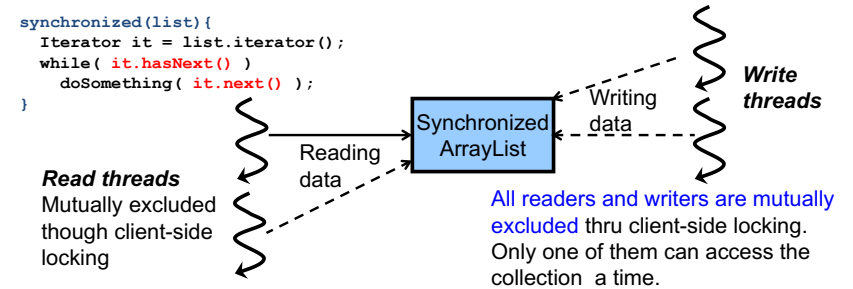 synchronized(list){
Iterator it = list.iterator();
while( it.hasNext() )
doSomething( it.next() );
}
Write
threads
Writing
data
Synchronized
ArrayList
Reading
data
Read threads
Mutually excluded
though client-side
locking
All readers and writers are mutually
excluded thru client-side locking.
Only one of them can access the
collection a time.